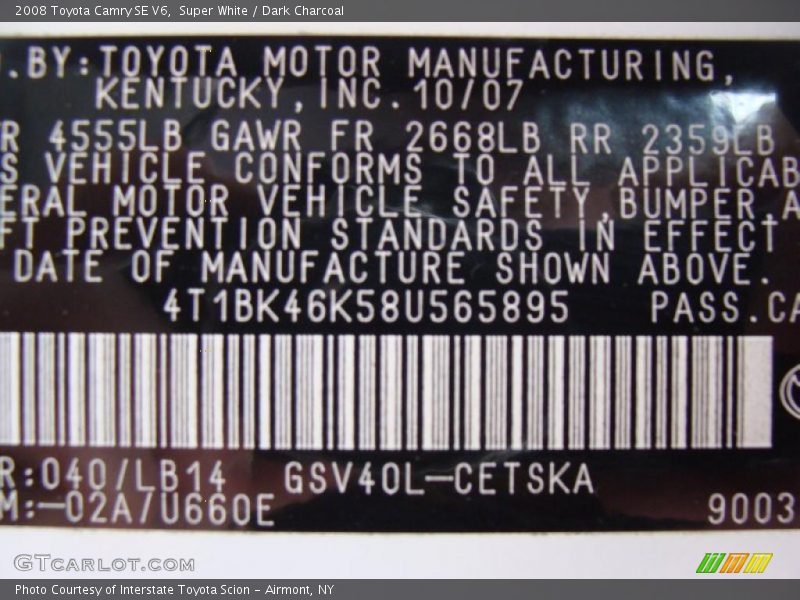 2008 Toyota Camry SE V6,  Super White / Dark Charcoal
.BY:TOYOTA MOTOR MANUFACTURING,
KENTUCKY,INC. 10/07
R 4555LB GAWR FR 2668LB RR 2359LB
S VEHICLE CONFORMS TO ALL APPLICAB
ERAL MOTOR VEHICLE SAFETY,BUMPER,A
FT PREVENTION STANDARDS IN EFFECT
DATE OF MANUFACTURE SHOWN ABOVE.
4T1BK46K58U565895 PASS.CA
R:040/LB14 GSV40L-CETSKA
M:-02A/U660E 9003
GTCARLOT.COM
Photo Courtesy of Interstate Toyota Scion - Airmont, NY